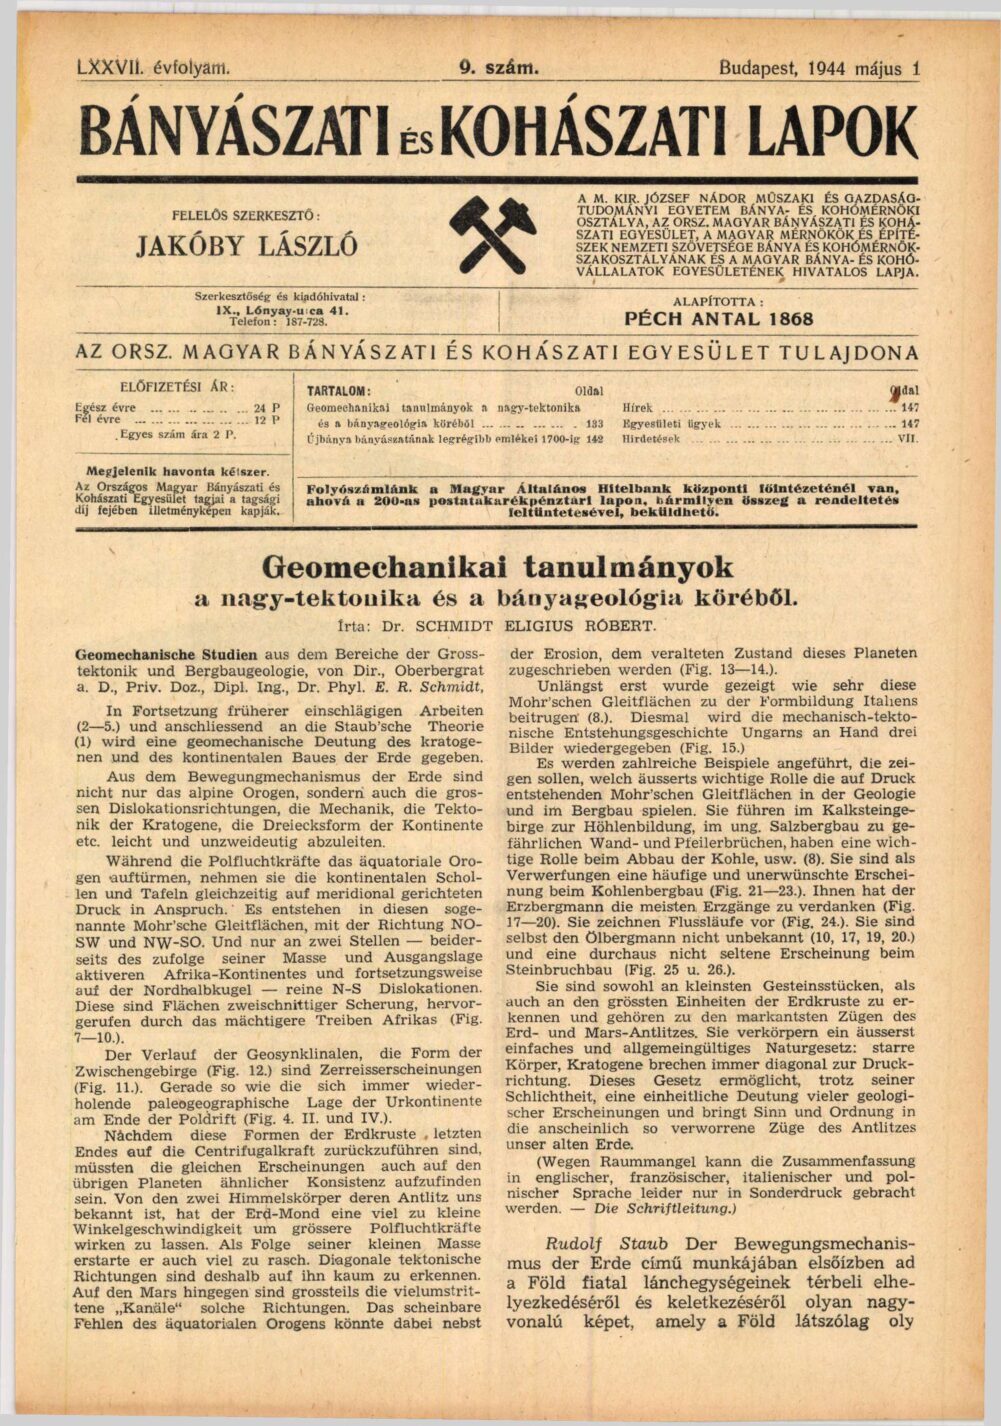 LXXVII. évfolyam.
9. szám.
Budapest, 1944 május 1
BÁNYÁSZATI ÉS KOHÁSZATI LAPOK
FELELŐS SZERKESZTŐ:
JAKÓBY LÁSZLÓ
A M. KIR. JÓZSEF NÁDOR MŰSZAKI ÉS GAZDASÁG-
TUDOMÁNYI EGYETEM BÁNYA- ÉS KOHÓMÉRNÖKI
OSZTÁLYA, AZ ORSZ. MAGYAR BÁNYÁSZATI ÉS KOHÁ-
SZATI EGYESÜLET, A MAGYAR MÉRNÖKÖK ÉS ÉPÍTÉ-
SZEK NEMZETI SZÖVETSÉGE BÁNYA ÉS KOHÓMÉRNÖK-
SZAKOSZTÁLYÁNAK ÉS A MAGYAR BÁNYA- ÉS KOHÓ-
VÁLLALATOK EGYESÜLETÉNEK HIVATALOS LAPJA.
Szerkesztőség és kiadóhivatal:
IX., Lónyay-utca 41.
Telefon: 187-728.
ALAPÍTOTTA:
PÉCH ANTAL 1868
AZ ORSZ. MAGYAR BÁNYÁSZATI ÉS KOHÁSZATI EGYESÜLET TULAJDONA
ELŐFIZETÉSI ÁR:
Egész évre ... ... ... ... ... ... 24 P
Fél évre ... ... ... ... ... ... 12 P
Egyes szám ára 2 P.
Megjelenik havonta kétszer.
Az Országos Magyar Bányászati és
Kohászati Egyesület tagjai a tagsági
díj fejében illetményképen kapják.
TARTALOM: Oldal
Geomechanikai tanulmányok a nagy-tektonika
és a bányageológia köréből ... ... ... ... . 133
Újbánya bányászatának legrégibb emlékei 1700-ig 142
Oldal
Hírek ... ... ... ... ... ... ... ... ... 147
Egyesületi ügyek ... ... ... ... ... ... ... 147
Hirdetések ... ... ... ... ... ... ... ... VII.
Folyószámlánk a Magyar Általános Hitelbank központi főintézeténél van,
ahová a 200-as postatakarékpénztári lapon, bármilyen összeg a rendeltetés
feltüntetésével, beküldhető.
Geomechanikai tanulmányok
a nagy-tektonika és a bányageológia köréből.
Írta: Dr. SCHMIDT ELIGIUS RÓBERT.
Geomechanische Studien aus dem Bereiche der Gross-
tektonik und Bergbaugeologie, von Dir., Oberbergrat
a. D., Priv. Doz., Dipl. Ing., Dr. Phyl. E. R. Schmidt,
In Fortsetzung früherer einschlägigen Arbeiten
(2—5.) und anschliessend an die Staub'sche Theorie
(1) wird eine geomechanische Deutung des kratoge-
nen und des kontinentalen Baues der Erde gegeben.
Aus dem Bewegungmechanismus der Erde sind
nicht nur das alpine Orogen, sondern auch die gros-
sen Dislokationsrichtungen, die Mechanik, die Tekto-
nik der Kratogene, die Dreiecksform der Kontinente
etc. leicht und unzweideutig abzuleiten.
Während die Polfluchtkräfte das äquatoriale Oro-
gen auftürmen, nehmen sie die kontinentalen Schol-
len und Tafeln gleichzeitig auf meridional gerichteten
Druck in Anspruch. Es entstehen in diesen soge-
nannte Mohr'sche Gleitflächen, mit der Richtung NO-
SW und NW-SO. Und nur an zwei Stellen — beider-
seits des zufolge seiner Masse und Ausgangslage
aktiveren Afrika-Kontinentes und fortsetzungsweise
auf der Nordhalbkugel — reine N-S Dislokationen.
Diese sind Flächen zweischnittiger Scherung, hervor-
gerufen durch das mächtigere Treiben Afrikas (Fig.
7—10.).
Der Verlauf der Geosynklinalen, die Form der
Zwischengebirge (Fig. 12.) sind Zerreisserscheinungen
(Fig. 11.). Gerade so wie die sich immer wieder-
holende paleogeographische Lage der Urkontinente
am Ende der Poldrift (Fig. 4. II. und IV.).
Nachdem diese Formen der Erdkruste letzten
Endes auf die Centrifugalkraft zurückzuführen sind,
müssten die gleichen Erscheinungen auch auf den
übrigen Planeten ähnlicher Konsistenz aufzufinden
sein. Von den zwei Himmelskörper deren Antlitz uns
bekannt ist, hat der Erd-Mond eine viel zu kleine
Winkelgeschwindigkeit um grössere Polfluchtkräfte
wirken zu lassen. Als Folge seiner kleinen Masse
erstarte er auch viel zu rasch. Diagonale tektonische
Richtungen sind deshalb auf ihn kaum zu erkennen.
Auf den Mars hingegen sind grossteils die vielumstrit-
tene „Kanäle“ solche Richtungen. Das scheinbare
Fehlen des äquatorialen Orogens könnte dabei nebst
der Erosion, dem veralteten Zustand dieses Planeten
zugeschrieben werden (Fig. 13—14.).
Unlängst erst wurde gezeigt wie sehr diese
Mohr'schen Gleitflächen zu der Formbildung Italiens
beitrugen (8.). Diesmal wird die mechanisch-tekto-
nische Entstehungsgeschichte Ungarns an Hand drei
Bilder wiedergegeben (Fig. 15.)
Es werden zahlreiche Beispiele angeführt, die zei-
gen sollen, welch äusserts wichtige Rolle die auf Druck
entstehenden Mohr'schen Gleitflächen in der Geologie
und im Bergbau spielen. Sie führen im Kalksteinge-
birge zur Höhlenbildung, im ung. Salzbergbau zu ge-
fährlichen Wand- und Pfeilerbrüchen, haben eine wich-
tige Rolle beim Abbau der Kohle, usw. (8). Sie sind als
Verwerfungen eine häufige und unerwünschte Erschei-
nung beim Kohlenbergbau (Fig. 21—23.). Ihnen hat der
Erzbergmann die meisten Erzgänge zu verdanken (Fig.
17—20). Sie zeichnen Flussläufe vor (Fig. 24.). Sie sind
selbst den Ölbergmann nicht unbekannt (10, 17, 19, 20.)
und eine durchaus nicht seltene Erscheinung beim
Steinbruchbau (Fig. 25 u. 26.).
Sie sind sowohl an kleinsten Gesteinsstücken, als
auch an den grössten Einheiten der Erdkruste zu er-
kennen und gehören zu den markantsten Zügen des
Erd- und Mars-Antlitzes. Sie verkörpern ein äusserst
einfaches und allgemeingültiges Naturgesetz: starre
Körper, Kratogene brechen immer diagonal zur Druck-
richtung. Dieses Gesetz ermöglicht, trotz seiner
Schlichtheit, eine einheitliche Deutung vieler geologi-
scher Erscheinungen und bringt Sinn und Ordnung in
die anscheinlich so verworrene Züge des Antlitzes
unser alten Erde.
(Wegen Raummangel kann die Zusammenfassung
in englischer, französischer, italienischer und pol-
nischer Sprache leider nur in Sonderdruck gebracht
werden. — Die Schriftleitung.)
Rudolf Staub Der Bewegungsmechanis-
mus der Erde című munkájában elsőízben ad
a Föld fiatal lánchegységeinek térbeli elhe-
lyezkedéséről és keletkezéséről olyan nagy-
vonalú képet, amely a Föld látszólag oly